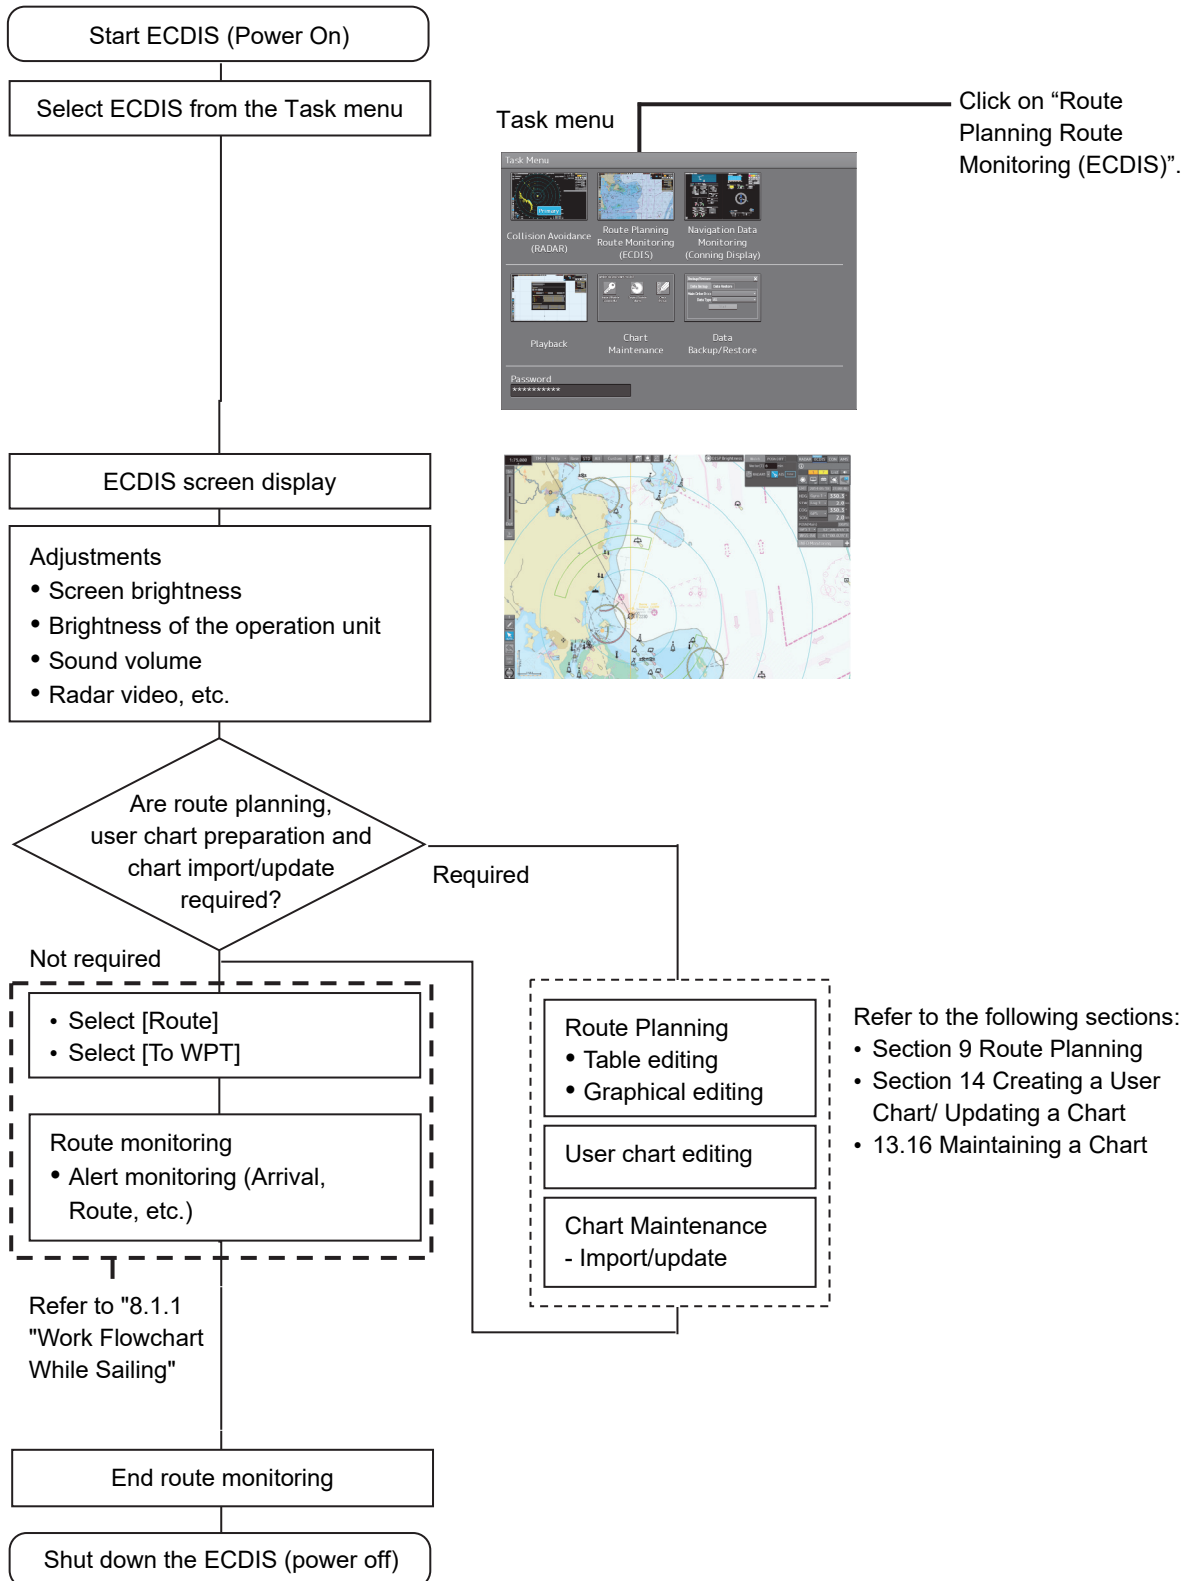 Start ECDIS (Power On)
Select ECDIS from the Task menu
Task menu
Click on “Route
Planning Route
Monitoring (ECDIS)”.
Task Menu
Primary
Collision Avoidance
(RADAR)
Route Planning
Route Monitoring
(ECDIS)
Navigation Data
Monitoring
(Conning Display)
Playback
Chart
Maintenance
Data
Backup/Restore
Password
**********
ECDIS screen display
1:75,000
Adjustments
• Screen brightness
• Brightness of the operation unit
• Sound volume
• Radar video, etc.
Are route planning,
user chart preparation and
chart import/update
required?
Required
Not required
• Select [Route]
• Select [To WPT]
Route monitoring
• Alert monitoring (Arrival,
Route, etc.)
Refer to "8.1.1
"Work Flowchart
While Sailing"
Route Planning
• Table editing
• Graphical editing
User chart editing
Chart Maintenance
- Import/update
Refer to the following sections:
• Section 9 Route Planning
• Section 14 Creating a User
Chart/ Updating a Chart
• 13.16 Maintaining a Chart
End route monitoring
Shut down the ECDIS (power off)